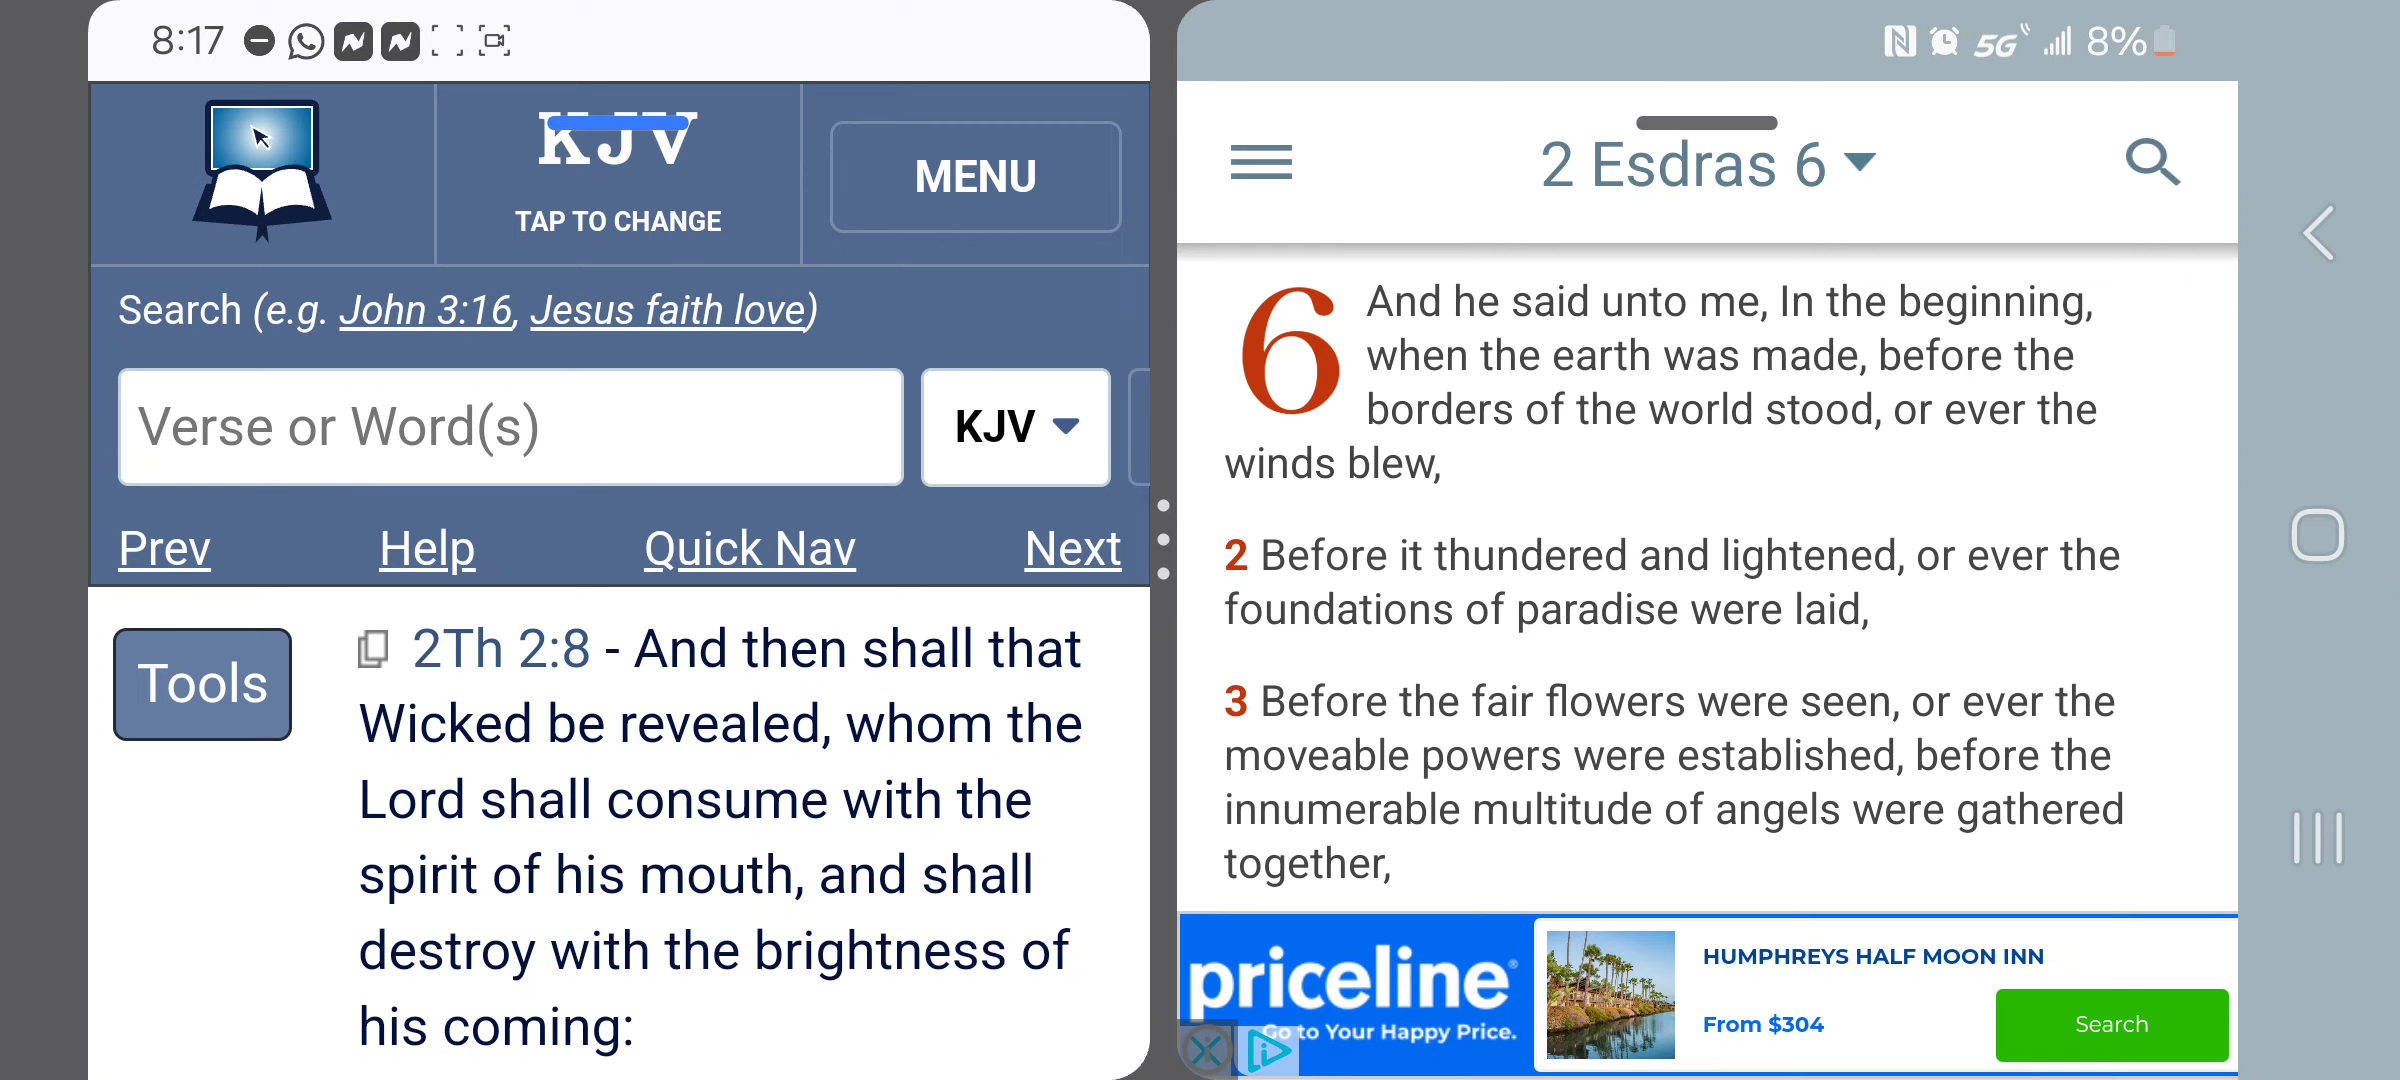 8:17
KJV
TAP TO CHANGE
MENU
Search (e.g. John 3:16, Jesus faith love)
Verse or Word(s)
KJV
Prev Help Quick Nav Next
Tools
2Th 2:8 - And then shall that
Wicked be revealed, whom the
Lord shall consume with the
spirit of his mouth, and shall
destroy with the brightness of
his coming:
5G 8%
2 Esdras 6
6 And he said unto me, In the beginning,
when the earth was made, before the
borders of the world stood, or ever the
winds blew,
2 Before it thundered and lightened, or ever the
foundations of paradise were laid,
3 Before the fair flowers were seen, or ever the
moveable powers were established, before the
innumerable multitude of angels were gathered
together,
priceline®
Go to Your Happy Price.
HUMPHREYS HALF MOON INN
From $304
Search